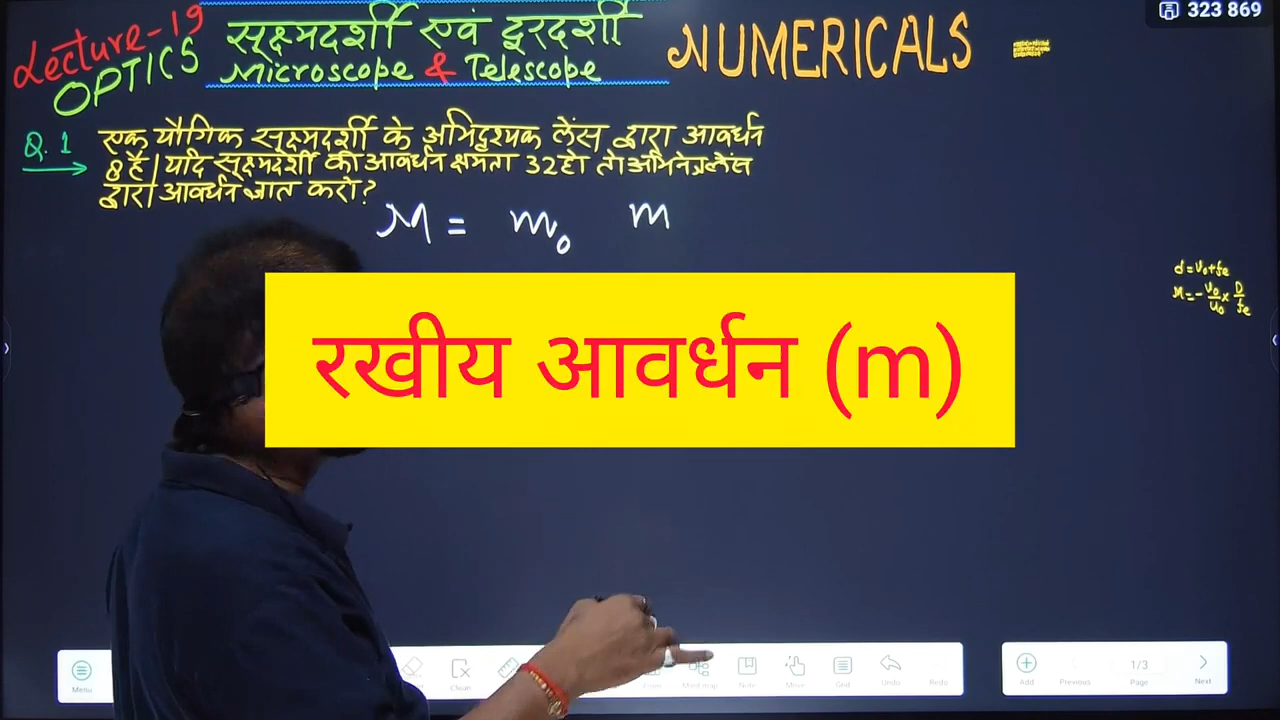 Lecture-19
OPTICS
सूक्ष्मदर्शी एवं दूरदर्शी
Microscope & Telescope
NUMERICALS
323 869
Q. 1
एक यौगिक सूक्ष्मदर्शी के अभिदृश्यक लेंस द्वारा आवर्धन
8 है। यदि सूक्ष्मदर्शी की आवर्धन क्षमता 32 हो तो अभिनेत्र लेंस
द्वारा आवर्धन ज्ञात करो?
M = m₀ m
d = v₀ + fe
M = - v₀/u₀ × D/fe
रखीय आवर्धन (m)
Menu
Clean
Mind map
Note
Move
Grid
Undo
Redo
Add
Previous
1/3
Page
Next